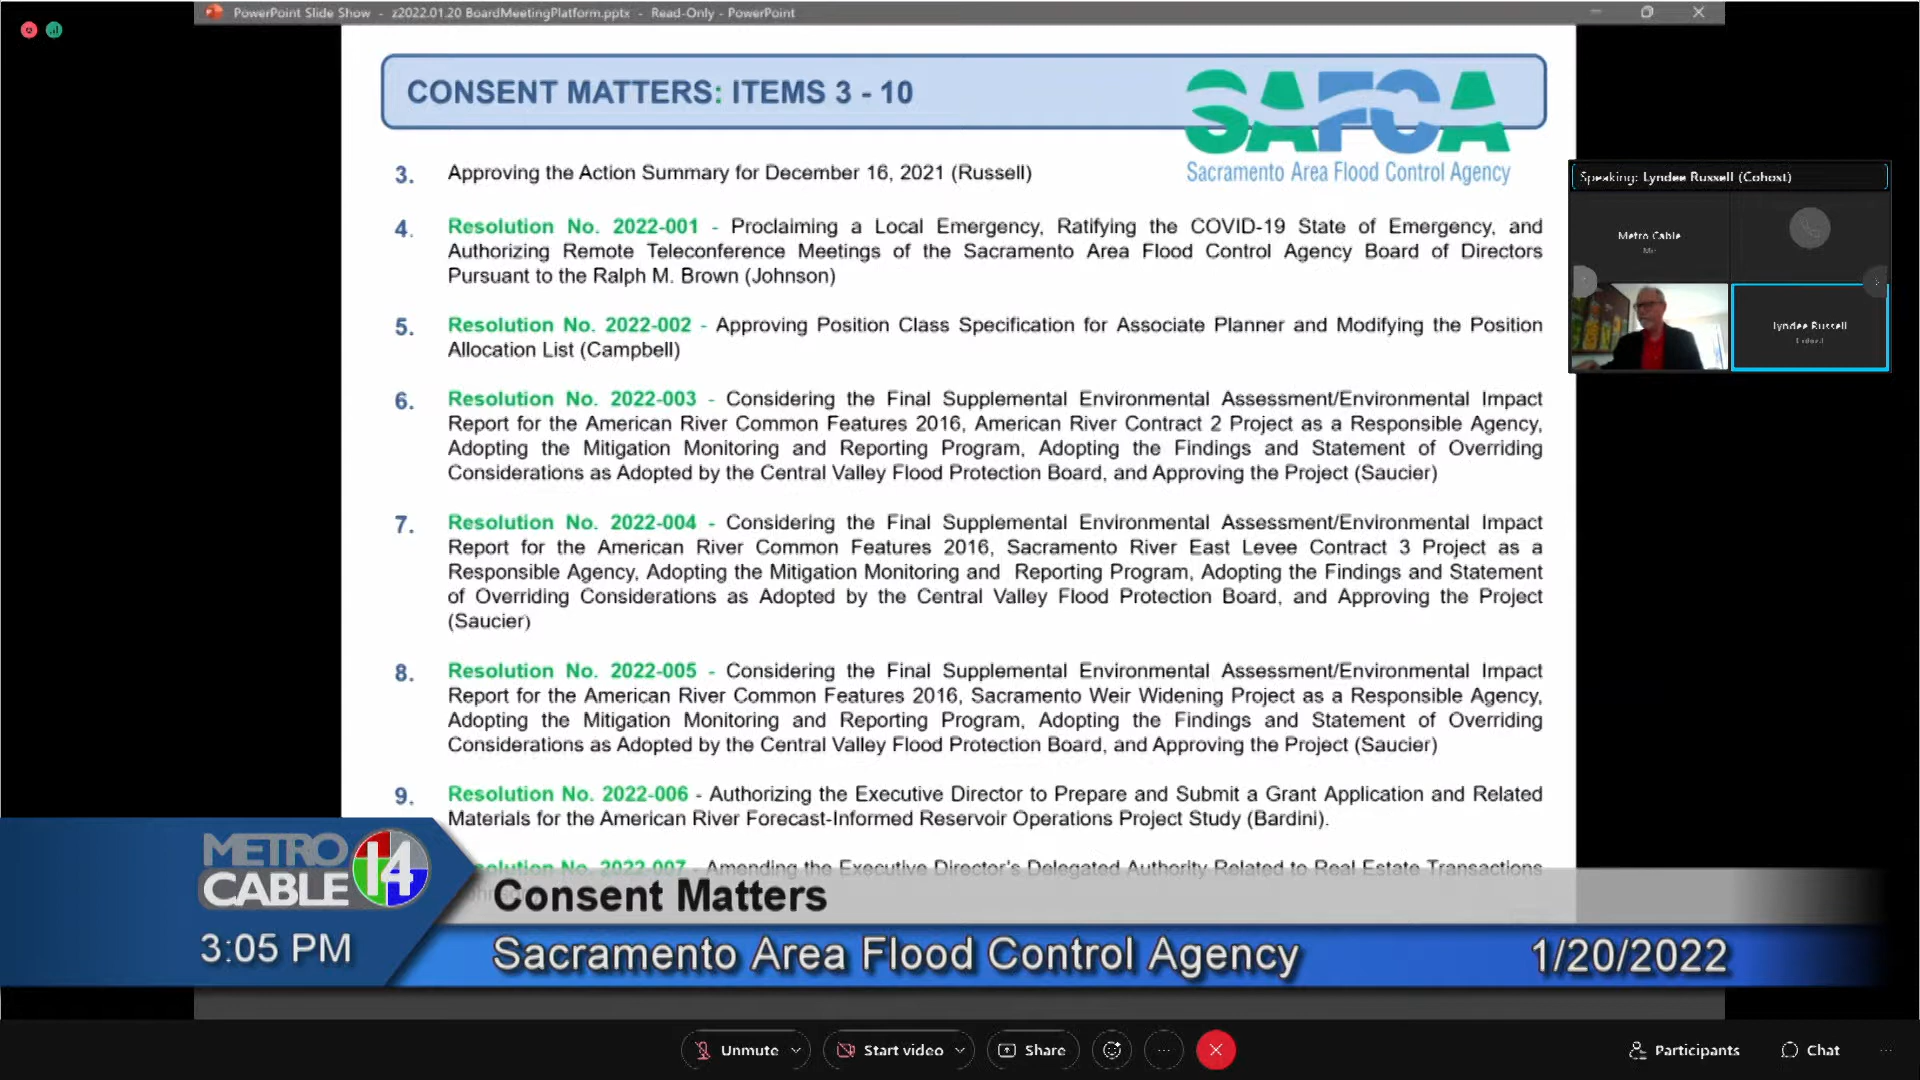 PowerPoint Slide Show - z2022.01.20 BoardMeetingPlatform.pptx - Read-Only - PowerPoint
CONSENT MATTERS: ITEMS 3 - 10
SAFCA
Sacramento Area Flood Control Agency
3. Approving the Action Summary for December 16, 2021 (Russell)
4. Resolution No. 2022-001 - Proclaiming a Local Emergency, Ratifying the COVID-19 State of Emergency, and
Authorizing Remote Teleconference Meetings of the Sacramento Area Flood Control Agency Board of Directors
Pursuant to the Ralph M. Brown (Johnson)
5. Resolution No. 2022-002 - Approving Position Class Specification for Associate Planner and Modifying the Position
Allocation List (Campbell)
6. Resolution No. 2022-003 - Considering the Final Supplemental Environmental Assessment/Environmental Impact
Report for the American River Common Features 2016, American River Contract 2 Project as a Responsible Agency,
Adopting the Mitigation Monitoring and Reporting Program, Adopting the Findings and Statement of Overriding
Considerations as Adopted by the Central Valley Flood Protection Board, and Approving the Project (Saucier)
7. Resolution No. 2022-004 - Considering the Final Supplemental Environmental Assessment/Environmental Impact
Report for the American River Common Features 2016, Sacramento River East Levee Contract 3 Project as a
Responsible Agency, Adopting the Mitigation Monitoring and Reporting Program, Adopting the Findings and Statement
of Overriding Considerations as Adopted by the Central Valley Flood Protection Board, and Approving the Project
(Saucier)
8. Resolution No. 2022-005 - Considering the Final Supplemental Environmental Assessment/Environmental Impact
Report for the American River Common Features 2016, Sacramento Weir Widening Project as a Responsible Agency,
Adopting the Mitigation Monitoring and Reporting Program, Adopting the Findings and Statement of Overriding
Considerations as Adopted by the Central Valley Flood Protection Board, and Approving the Project (Saucier)
9. Resolution No. 2022-006 - Authorizing the Executive Director to Prepare and Submit a Grant Application and Related
Materials for the American River Forecast-Informed Reservoir Operations Project Study (Bardini).
No. 2022-007 - Amending the Executive Director's Delegated Authority Related to Real Estate Transactions
Speaking: Lyndee Russell (Cohost)
Metro Cable
Lyndee Russell
METRO
CABLE 14
3:05 PM
Consent Matters
Sacramento Area Flood Control Agency
1/20/2022
Unmute
Start video
Share
Participants
Chat